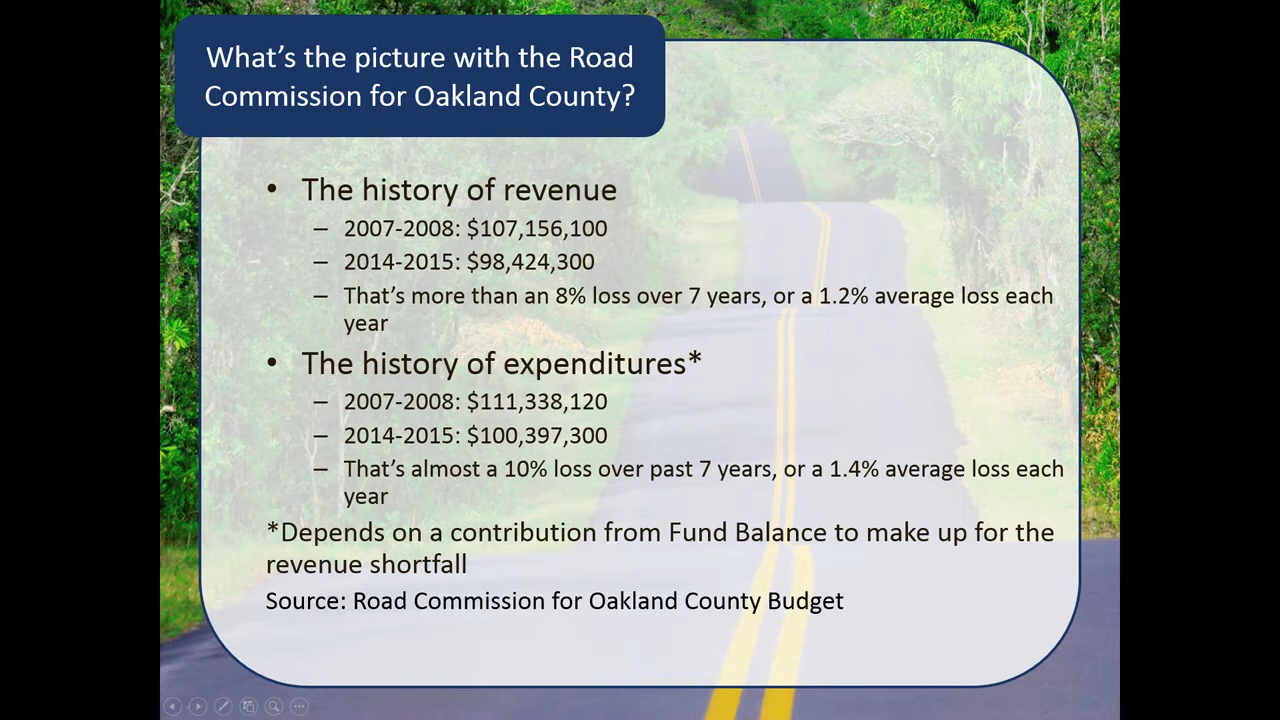 What's the picture with the Road
Commission for Oakland County?
• The history of revenue
– 2007-2008: $107,156,100
– 2014-2015: $98,424,300
– That's more than an 8% loss over 7 years, or a 1.2% average loss each
year
• The history of expenditures*
– 2007-2008: $111,338,120
– 2014-2015: $100,397,300
– That's almost a 10% loss over past 7 years, or a 1.4% average loss each
year
*Depends on a contribution from Fund Balance to make up for the
revenue shortfall
Source: Road Commission for Oakland County Budget